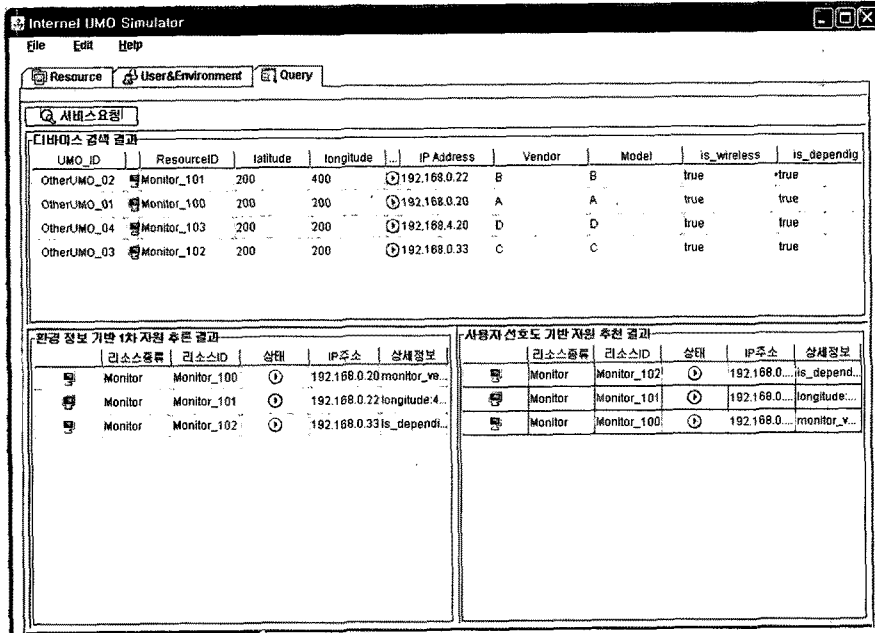 Internel UMO Simulator
File Edit Help
Resource User&Environment Query
서비스요청
디바이스 검색 결과
UMO_ID ResourceID latitude longitude ... IP Address Vendor Model is_wireless is_dependig
OtherUMO_02 Monitor_101 200 400 192.168.0.22 B B true true
OtherUMO_01 Monitor_100 200 200 192.168.0.20 A A true true
OtherUMO_04 Monitor_103 200 200 192.168.4.20 D D true true
OtherUMO_03 Monitor_102 200 200 192.168.0.33 C C true true
환경 정보 기반 1차 자원 추론 결과
리소스종류 리소스ID 상태 IP주소 상세정보
Monitor Monitor_100 192.168.0.20 monitor_ve...
Monitor Monitor_101 192.168.0.22 longitude:4...
Monitor Monitor_102 192.168.0.33 is_dependi...
사용자 선호도 기반 자원 추천 결과
리소스종류 리소스ID 상태 IP주소 상세정보
Monitor Monitor_102 192.168.0.... is_depend...
Monitor Monitor_101 192.168.0.... longitude:...
Monitor Monitor_100 192.168.0.... monitor_v...